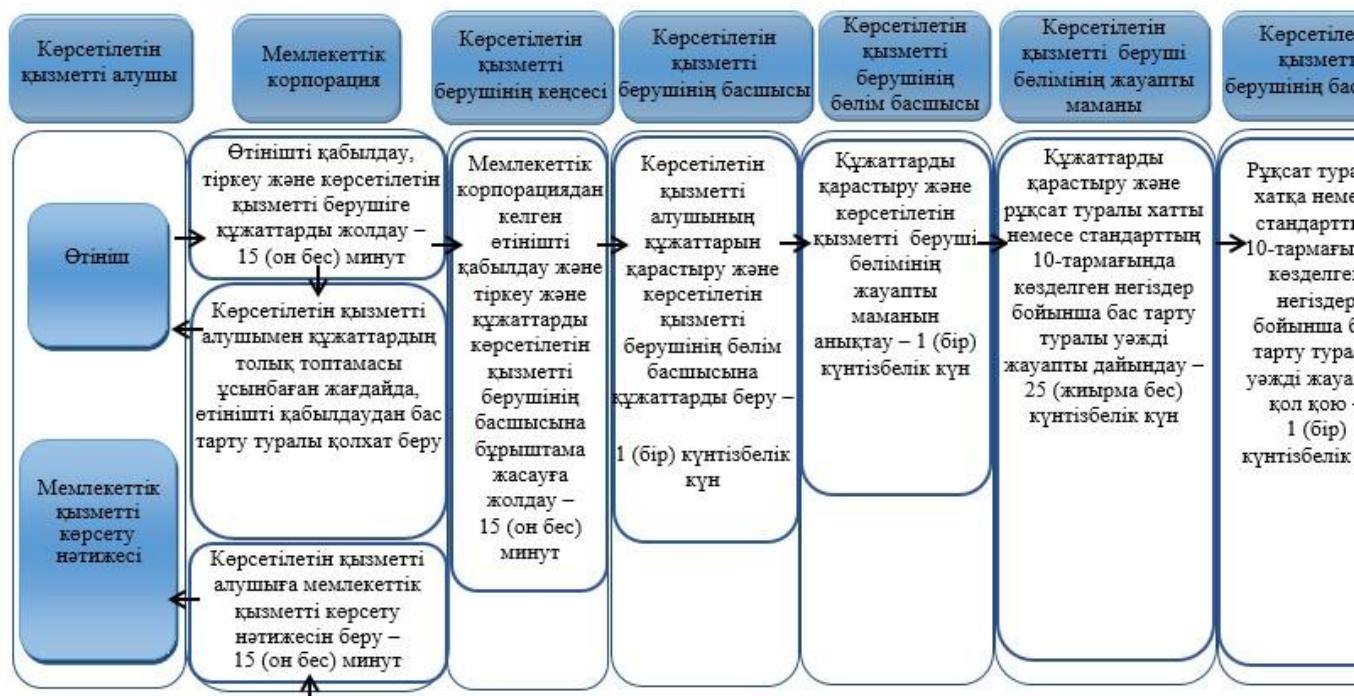 Көрсетілетін
қызметті алушы
Мемлекеттік
корпорация
Көрсетілетін
қызметті
берушінің кеңсесі
Көрсетілетін
қызметті
берушінің басшысы
Көрсетілетін
қызметті
берушінің
бөлім басшысы
Көрсетілетін
қызметті беруші
бөлімінің жауапты
маманы
қызметті
берушінің
Өтініш
Мемлекеттік
қызметті
көрсету
нәтижесі
Өтінішті қабылдау,
тіркеу және көрсетілетін
қызметті берушіге
құжаттарды жолдау –
15 (он бес) минут
Көрсетілетін қызметті
алушымен құжаттардың
толық топтамасы
ұсынбаған жағдайда,
өтінішті қабылдаудан бас
тарту туралы қолхат беру
Көрсетілетін қызметті
алушыға мемлекеттік
қызметті көрсету
нәтижесін беру –
15 (он бес) минут
Мемлекеттік
корпорациядан
келген
өтінішті
қабылдау және
тіркеу және
құжаттарды
көрсетілетін
қызметті
берушінің
басшысына
бұрыштама
жасауға
жолдау –
15 (он бес)
минут
Көрсетілетін
қызметті
алушының
құжаттарын
қарастыру және
көрсетілетін
қызметті
берушінің бөлім
басшысына
құжаттарды беру –
1 (бір) күнтізбелік
күн
Құжаттарды
қарастыру және
көрсетілетін
қызметті беруші
бөлімінің
жауапты
маманын
анықтау – 1 (бір)
күнтізбелік күн
Құжаттарды
қарастыру және
рұқсат туралы хатты
немесе стандарттың
10-тармағында
көзделген негіздер
бойынша бас тарту
туралы уәжді
жауапты дайындау –
25 (жиырма бес)
күнтізбелік күн
Рұқсат
хатқа
бойынша
тарту
уәжді
қол қою
1 (бір)
күнтізбелік